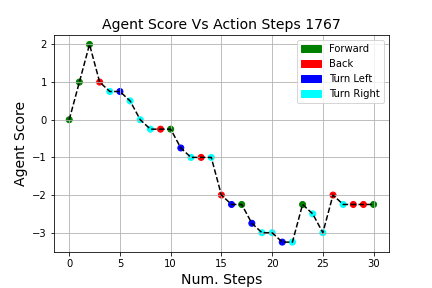 Agent Score Vs Action Steps 1767
Forward
Back
Turn Left
Turn Right
Agent Score
2
1
0
−1
−2
−3
0 5 10 15 20 25 30
Num. Steps